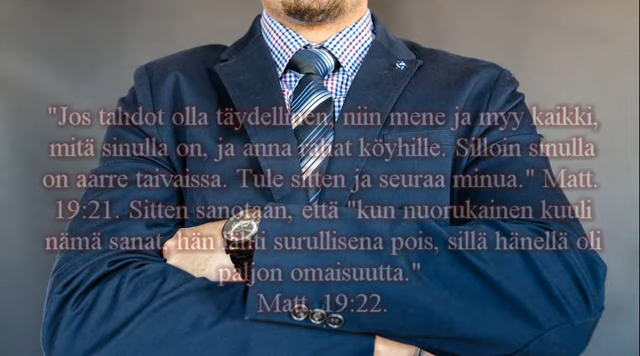 "Jos tahdot olla täydellinen, niin mene ja myy kaikki,
mitä sinulla on, ja anna rahat köyhille. Silloin sinulla
on aarre taivaissa. Tule sitten ja seuraa minua." Matt.
19:21. Sitten sanotaan, että "kun nuorukainen kuuli
nämä sanat, hän lähti surullisena pois, sillä hänellä oli
paljon omaisuutta."
Matt. 19:22.